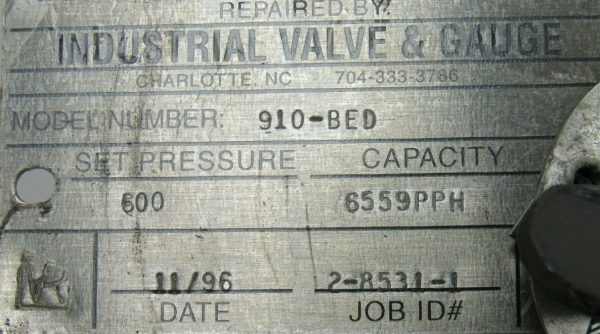 REPAIRED BY:
INDUSTRIAL VALVE & GAUGE
CHARLOTTE, NC 704-333-3786
MODEL NUMBER: 910-BED
SET PRESSURE CAPACITY
600 6559PPH
VR
11/96 2-8531-1
DATE JOB ID#